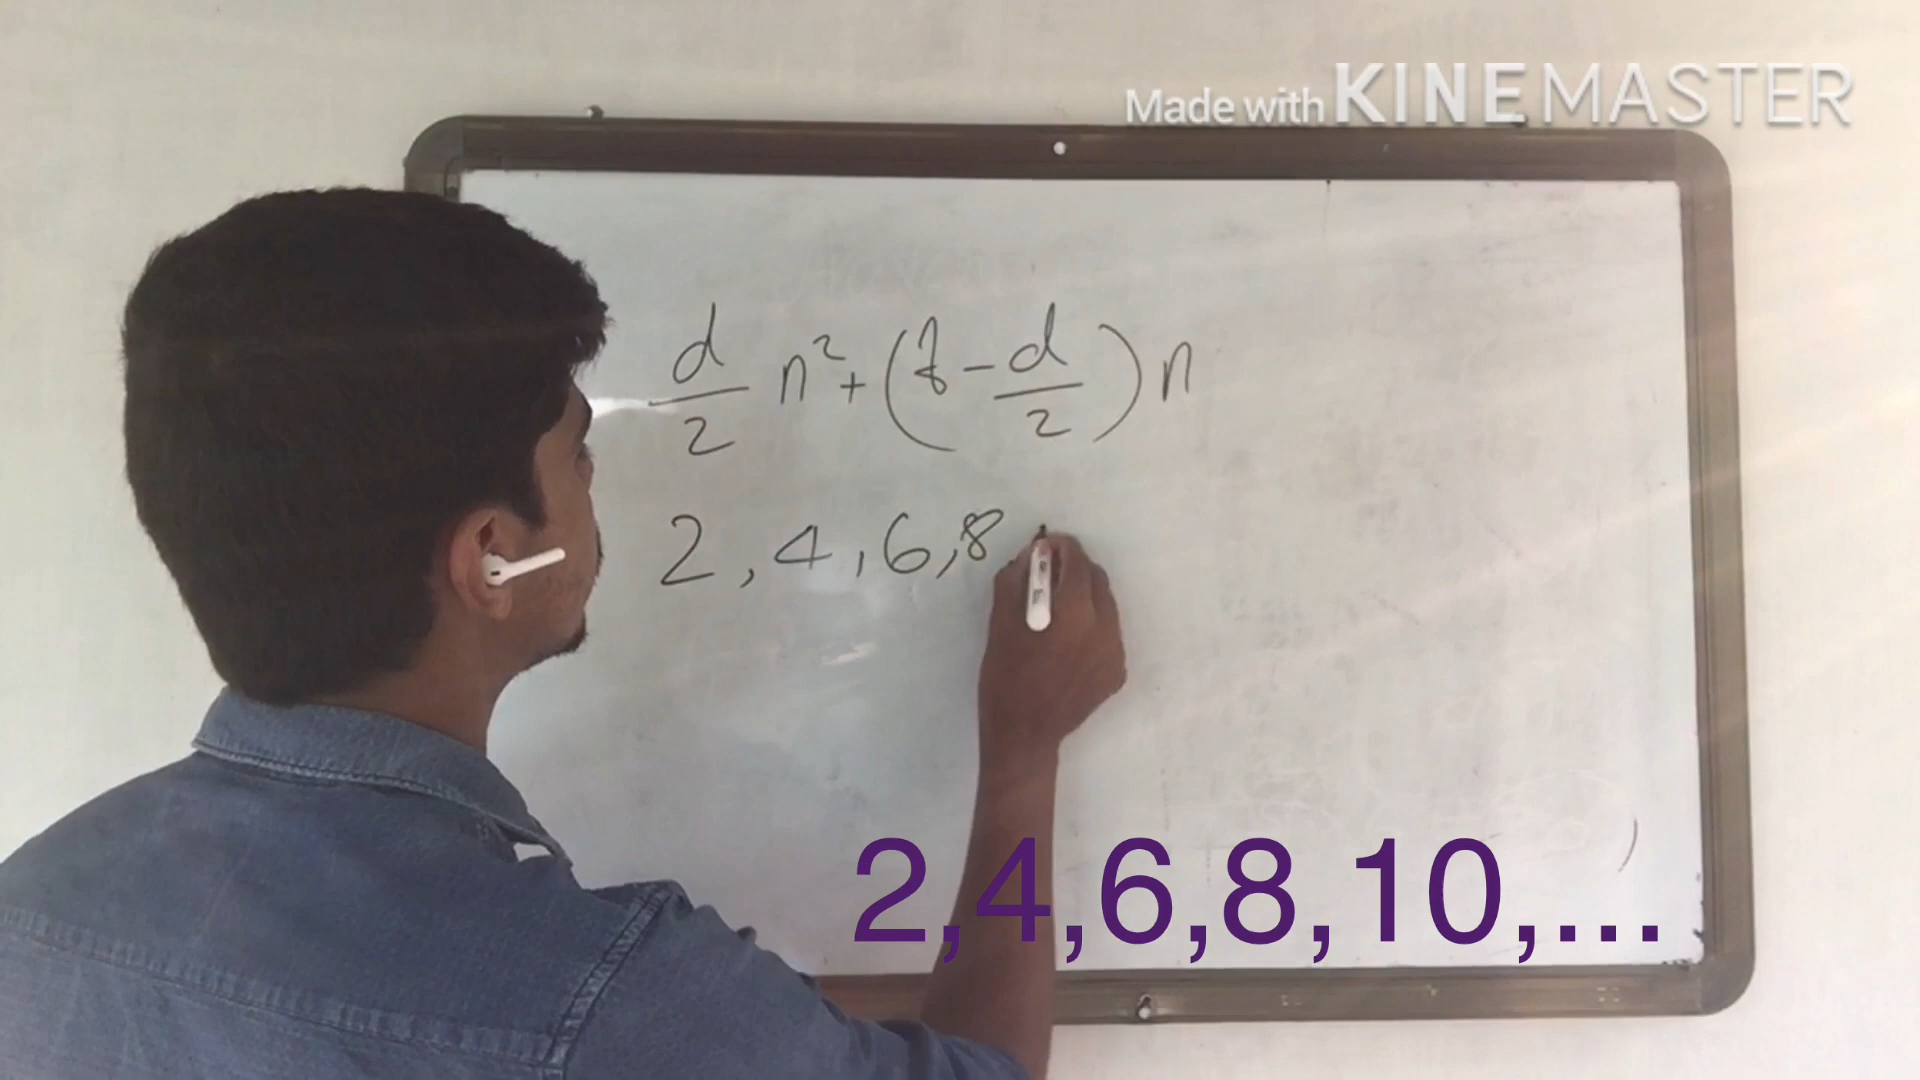 Made with KINEMASTER
d/2 n² + (f - d/2) n
2, 4, 6, 8
2,4,6,8,10,...